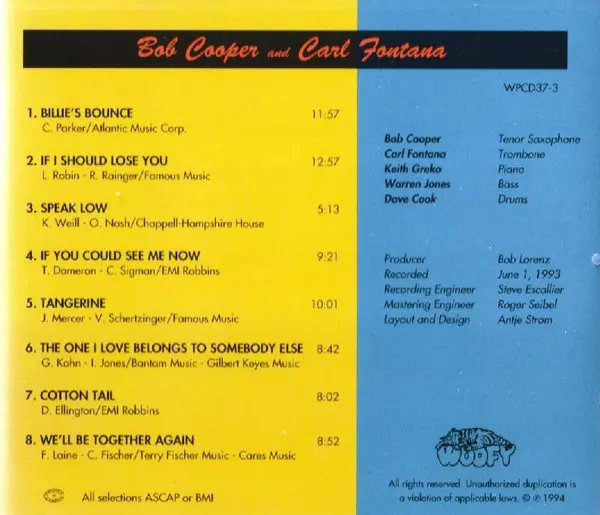 Bob Cooper and Carl Fontana
WPCD37-3
1. BILLIE'S BOUNCE 11:57
C. Parker/Atlantic Music Corp.
2. IF I SHOULD LOSE YOU 12:57
L. Robin - R. Rainger/Famous Music
3. SPEAK LOW 5:13
K. Weill - O. Nash/Chappell-Hampshire House
4. IF YOU COULD SEE ME NOW 9:21
T. Dameron - C. Sigman/EMI Robbins
5. TANGERINE 10:01
J. Mercer - V. Schertzinger/Famous Music
6. THE ONE I LOVE BELONGS TO SOMEBODY ELSE 8:42
G. Kahn - I. Jones/Bantam Music - Gilbert Keyes Music
7. COTTON TAIL 8:02
D. Ellington/EMI Robbins
8. WE'LL BE TOGETHER AGAIN 8:52
F. Laine - C. Fischer/Terry Fischer Music - Cares Music
All selections ASCAP or BMI
Bob Cooper Tenor Saxophone
Carl Fontana Trombone
Keith Greko Piano
Warren Jones Bass
Dave Cook Drums
Producer Bob Lorenz
Recorded June 1, 1993
Recording Engineer Steve Escallier
Mastering Engineer Roger Seibel
Layout and Design Antje Strom
WOOFY
All rights reserved. Unauthorized duplication is
a violation of applicable laws. © ℗ 1994